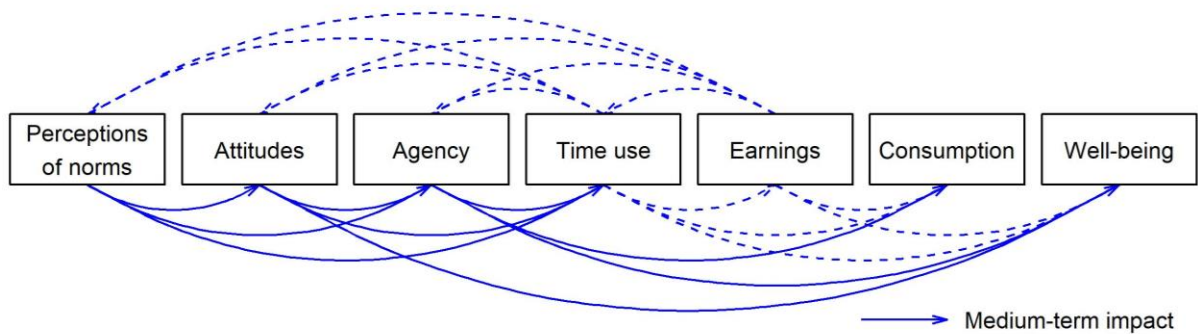 Perceptions
of norms
Attitudes
Agency
Time use
Earnings
Consumption
Well-being
Medium-term impact